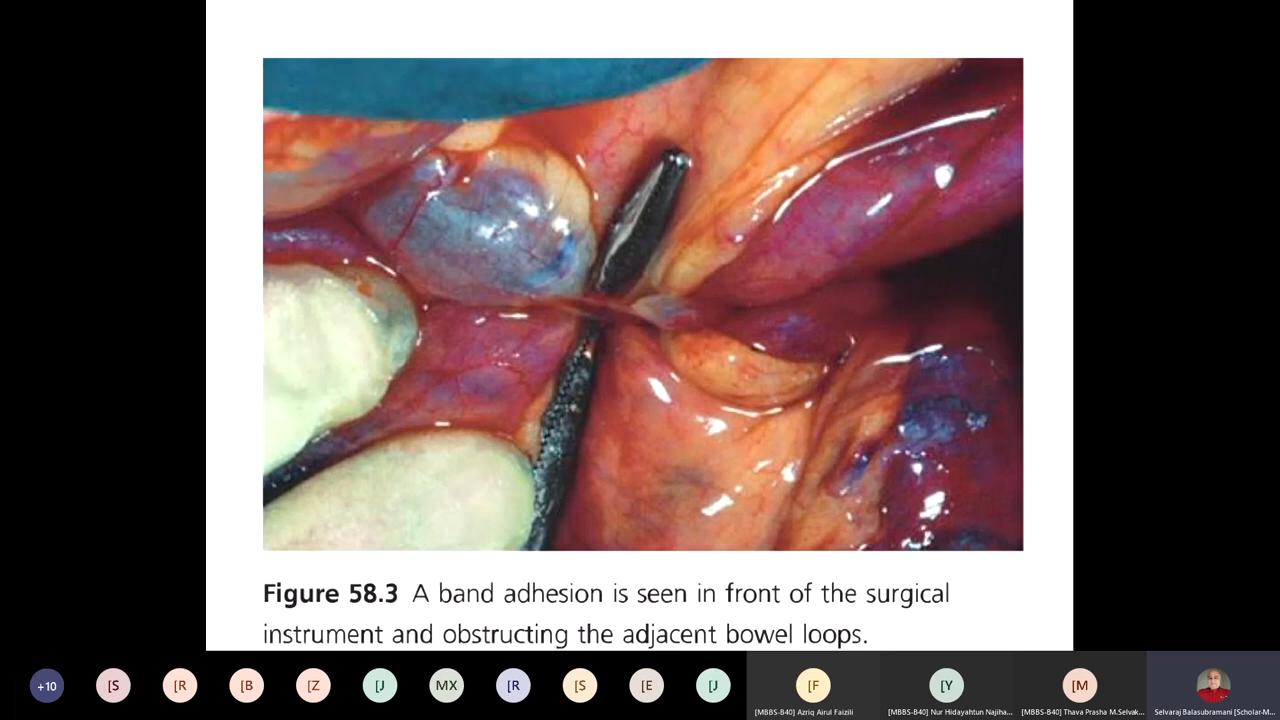 Figure 58.3 A band adhesion is seen in front of the surgical
instrument and obstructing the adjacent bowel loops.
+10
[S
[R
[B
[Z
[J
MX
[R
[S
[E
[J
[F
[MBBS-B40] Azriq Airul Faizili
[Y
[MBBS-B40] Nur Hidayahtun Najiha...
[M
[MBBS-B40] Thava Prasha M.Selvak...
Selvaraj Balasubramani [Scholar-M...